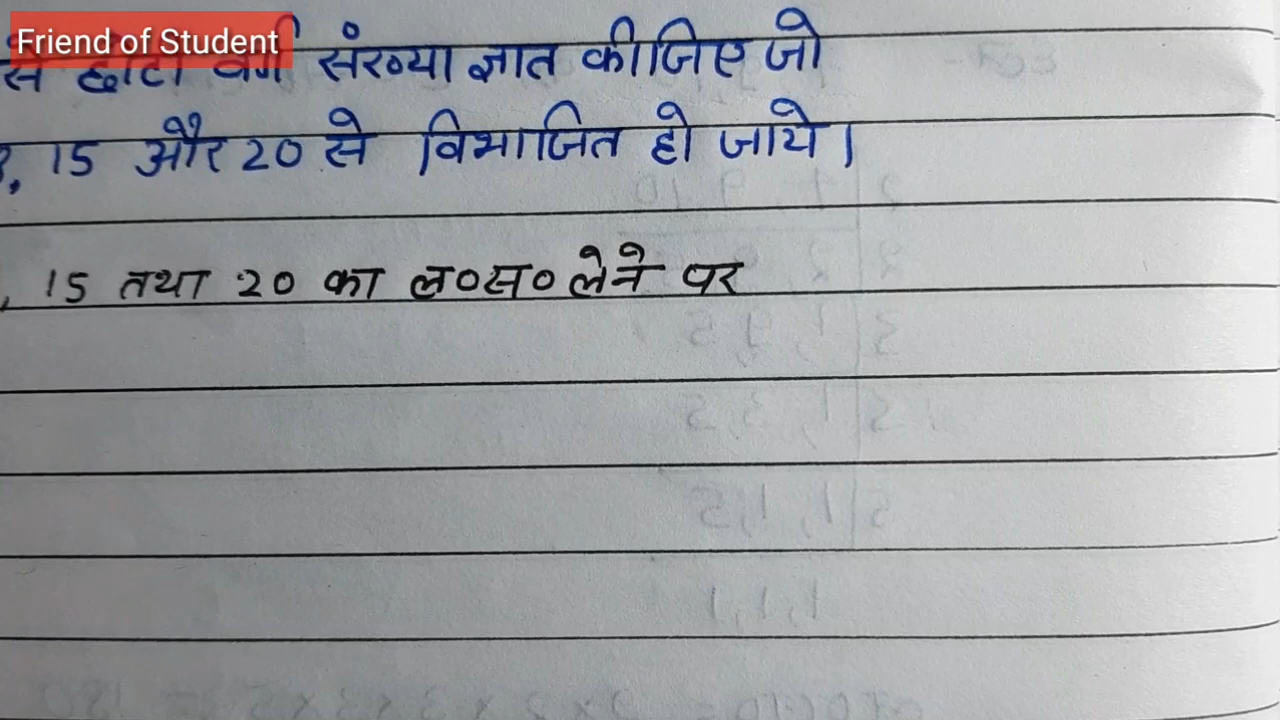 Friend of Student
संख्या ज्ञात कीजिए जो
, 15 और 20 से विभाजित हो जाये।
, 15 तथा 20 का ल०स० लेने पर